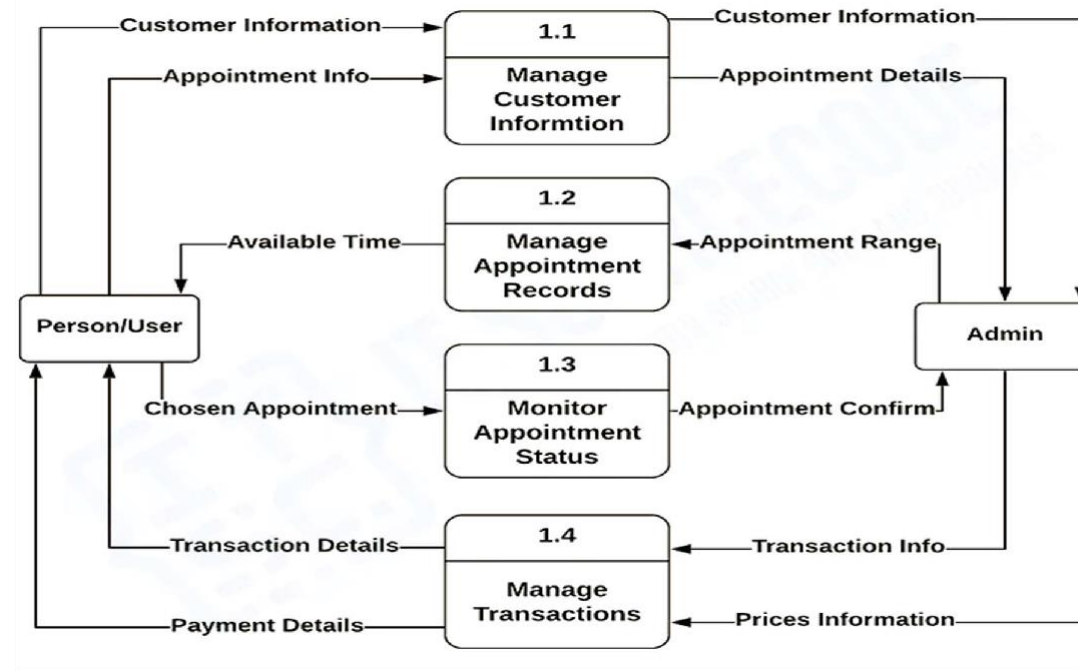 Customer Information
1.1
Customer Information
Appointment Info
Manage
Customer
Informtion
Appointment Details
1.2
Available Time
Manage
Appointment
Records
Appointment Range
Person/User
Admin
1.3
Chosen Appointment
Monitor
Appointment
Status
Appointment Confirm
1.4
Transaction Details
Transaction Info
Manage
Transactions
Payment Details
Prices Information